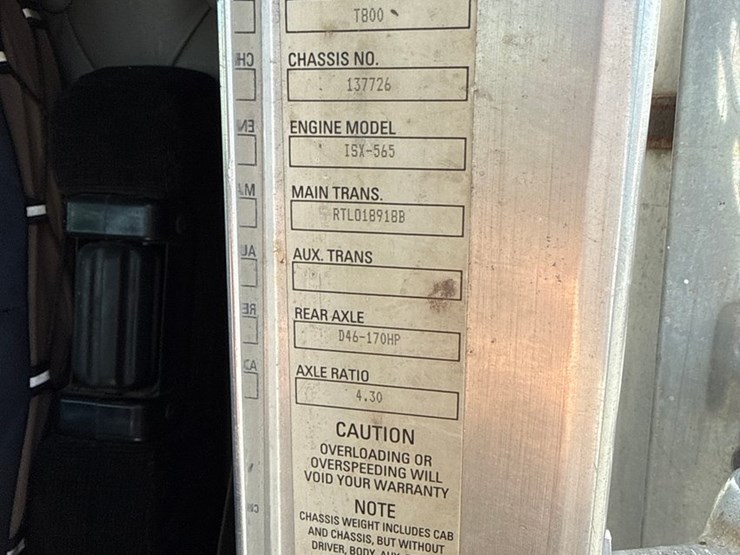 T800
CHASSIS NO.
137726
ENGINE MODEL
ISX-565
MAIN TRANS.
RTLO18918B
AUX. TRANS
REAR AXLE
D46-170HP
AXLE RATIO
4.30
CAUTION
OVERLOADING OR
OVERSPEEDING WILL
VOID YOUR WARRANTY
NOTE
CHASSIS WEIGHT INCLUDES CAB
AND CHASSIS, BUT WITHOUT
DRIVER, BODY,